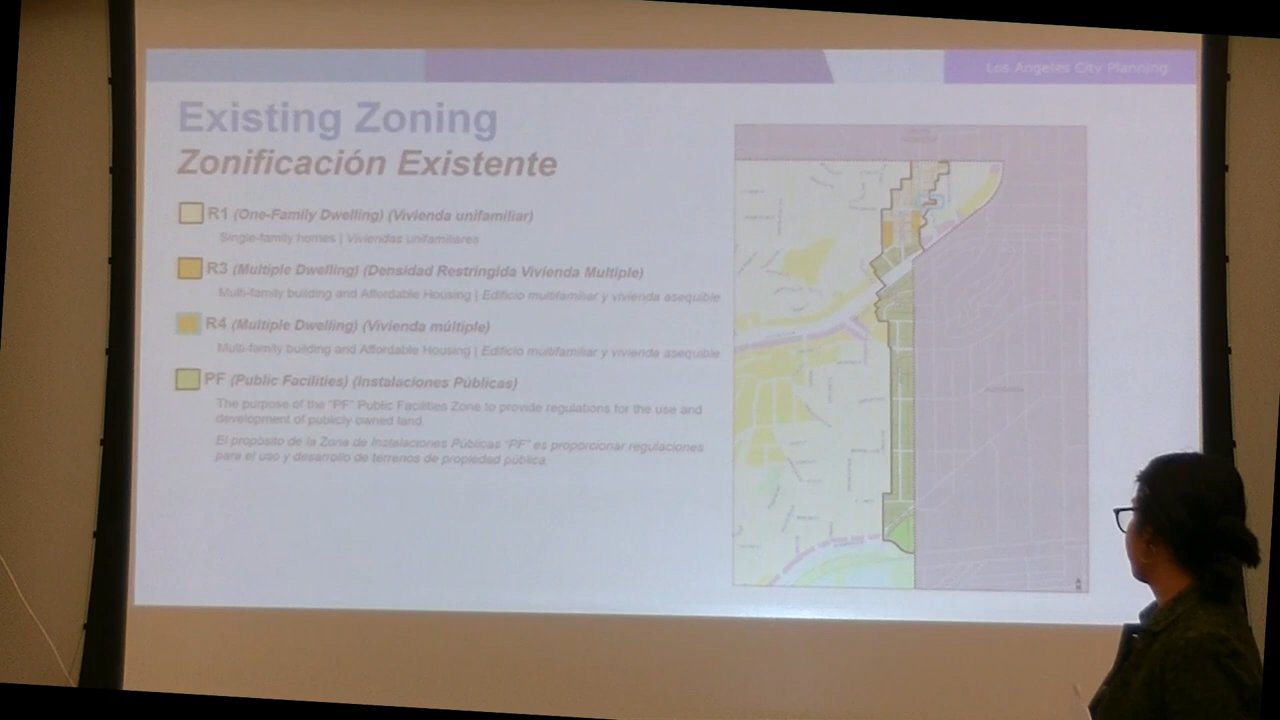 Los Angeles City Planning
Existing Zoning
Zonificación Existente
R1 (One-Family Dwelling) (Vivienda unifamiliar)
Single-family homes | Viviendas unifamiliares
R3 (Multiple Dwelling) (Densidad Restringida Vivienda Multiple)
Multi-family building and Affordable Housing | Edificio multifamiliar y vivienda asequible
R4 (Multiple Dwelling) (Vivienda múltiple)
Multi-family building and Affordable Housing | Edificio multifamiliar y vivienda asequible
PF (Public Facilities) (Instalaciones Públicas)
The purpose of the "PF" Public Facilities Zone to provide regulations for the use and
development of publicly owned land
El propósito de la Zona de Instalaciones Públicas "PF" es proporcionar regulaciones
para el uso y desarrollo de terrenos de propiedad pública